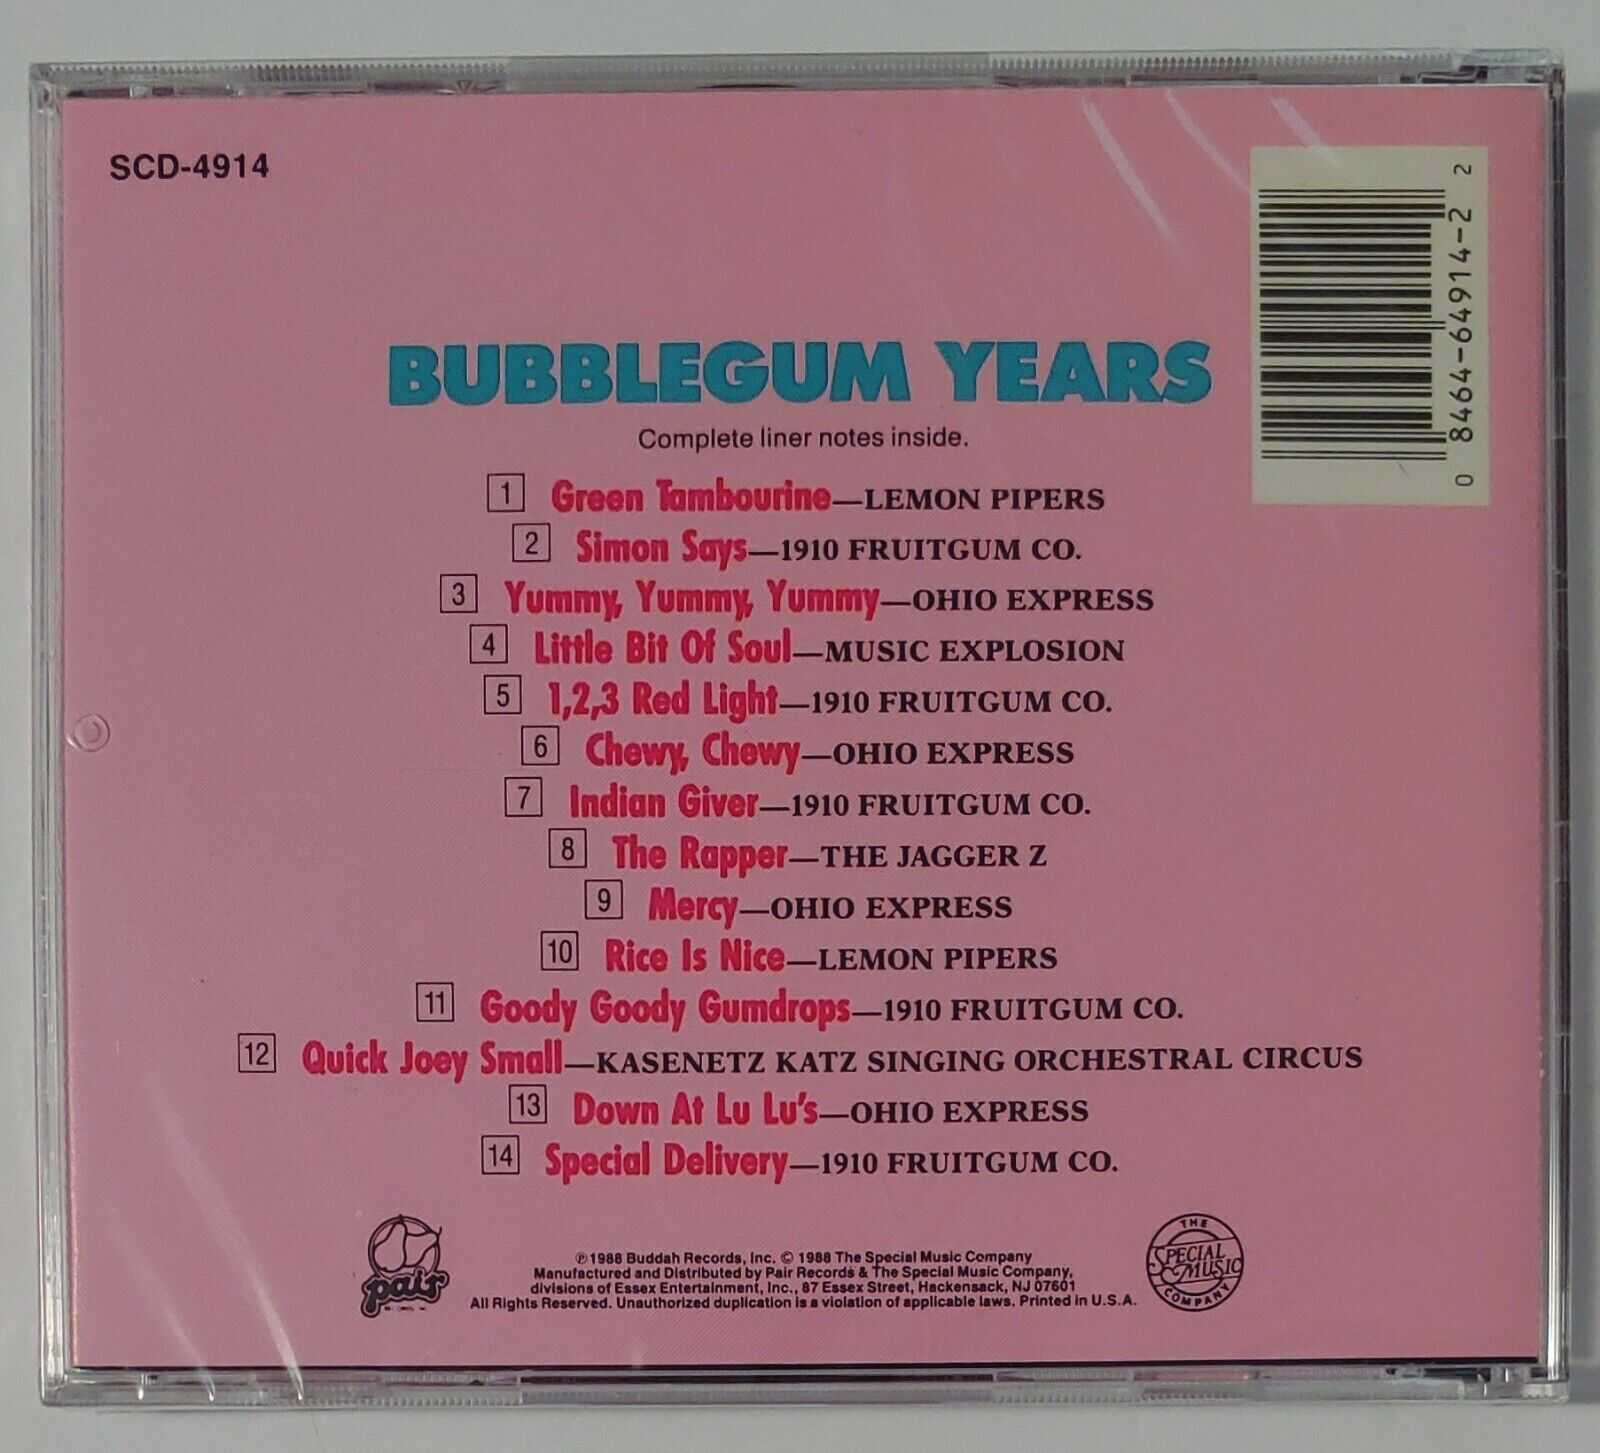 SCD-4914
2
0 8464-64914-2
BUBBLEGUM YEARS
Complete liner notes inside.
1 Green Tambourine—LEMON PIPERS
2 Simon Says—1910 FRUITGUM CO.
3 Yummy, Yummy, Yummy—OHIO EXPRESS
4 Little Bit Of Soul—MUSIC EXPLOSION
5 1,2,3 Red Light—1910 FRUITGUM CO.
6 Chewy, Chewy—OHIO EXPRESS
7 Indian Giver—1910 FRUITGUM CO.
8 The Rapper—THE JAGGER Z
9 Mercy—OHIO EXPRESS
10 Rice Is Nice—LEMON PIPERS
11 Goody Goody Gumdrops—1910 FRUITGUM CO.
12 Quick Joey Small—KASENETZ KATZ SINGING ORCHESTRAL CIRCUS
13 Down At Lu Lu's—OHIO EXPRESS
14 Special Delivery—1910 FRUITGUM CO.
pair
℗1988 Buddah Records, Inc. © 1988 The Special Music Company
Manufactured and Distributed by Pair Records & The Special Music Company,
divisions of Essex Entertainment, Inc., 87 Essex Street, Hackensack, NJ 07601
All Rights Reserved. Unauthorized duplication is a violation of applicable laws. Printed in U.S.A.
THE
SPECIAL
MUSIC
COMPANY